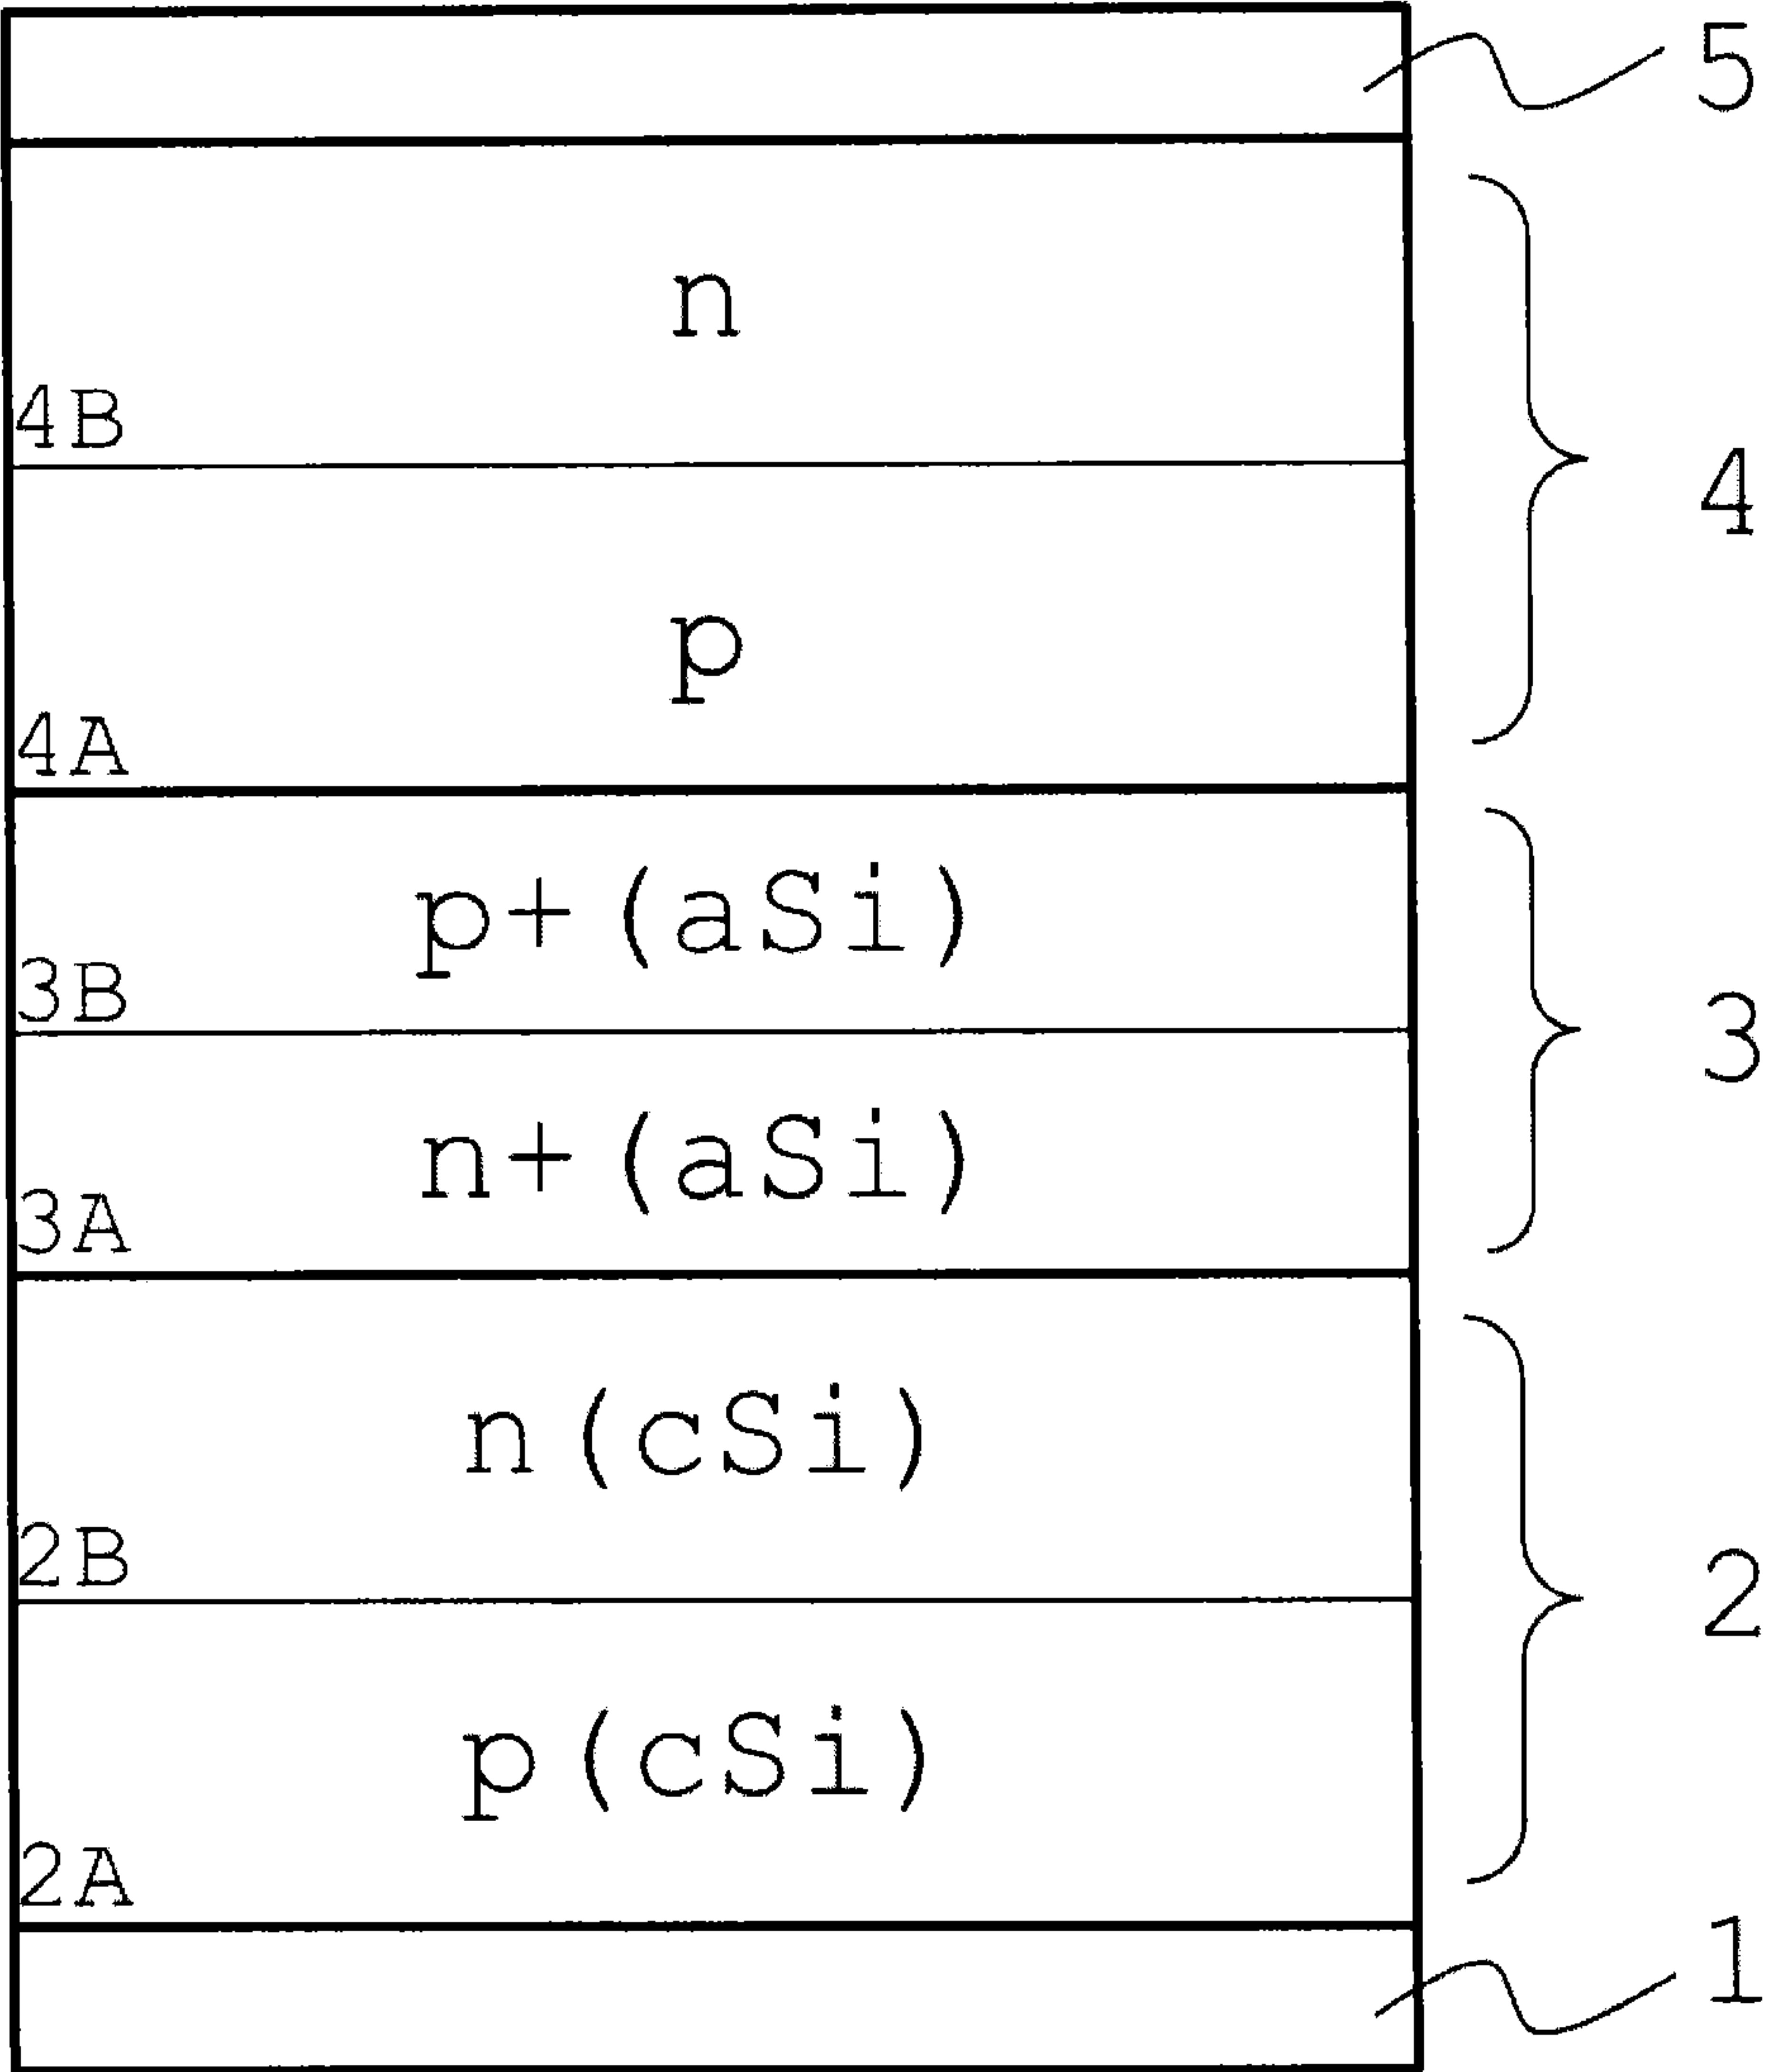 5
n
4B
4
p
4A
p+(aSi)
3B
3
n+(aSi)
3A
n(cSi)
2B
2
p(cSi)
2A
1